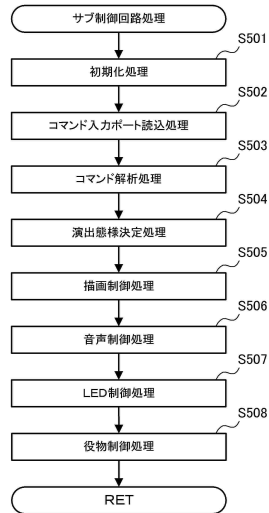 サブ制御回路処理
S501
初期化処理
S502
コマンド入力ポート読込処理
S503
コマンド解析処理
S504
演出態様決定処理
S505
描画制御処理
S506
音声制御処理
S507
LED制御処理
S508
役物制御処理
RET